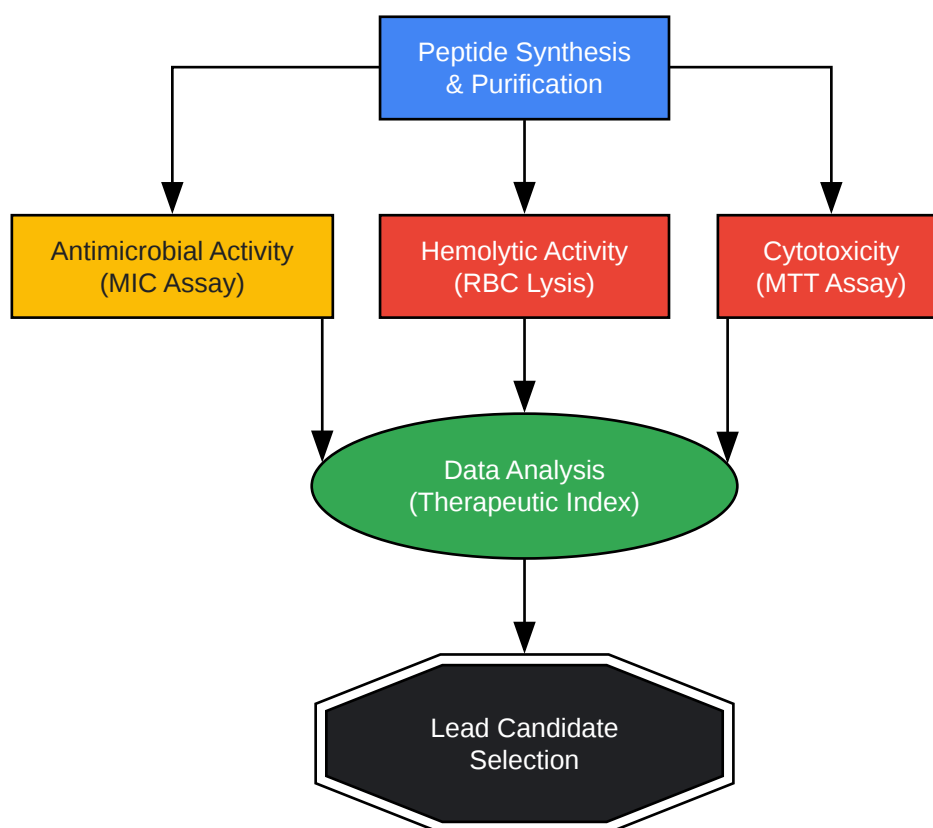 Peptide Synthesis
& Purification
Antimicrobial Activity
(MIC Assay)
Hemolytic Activity
(RBC Lysis)
Cytotoxicity
(MTT Assay)
Data Analysis
(Therapeutic Index)
Lead Candidate
Selection